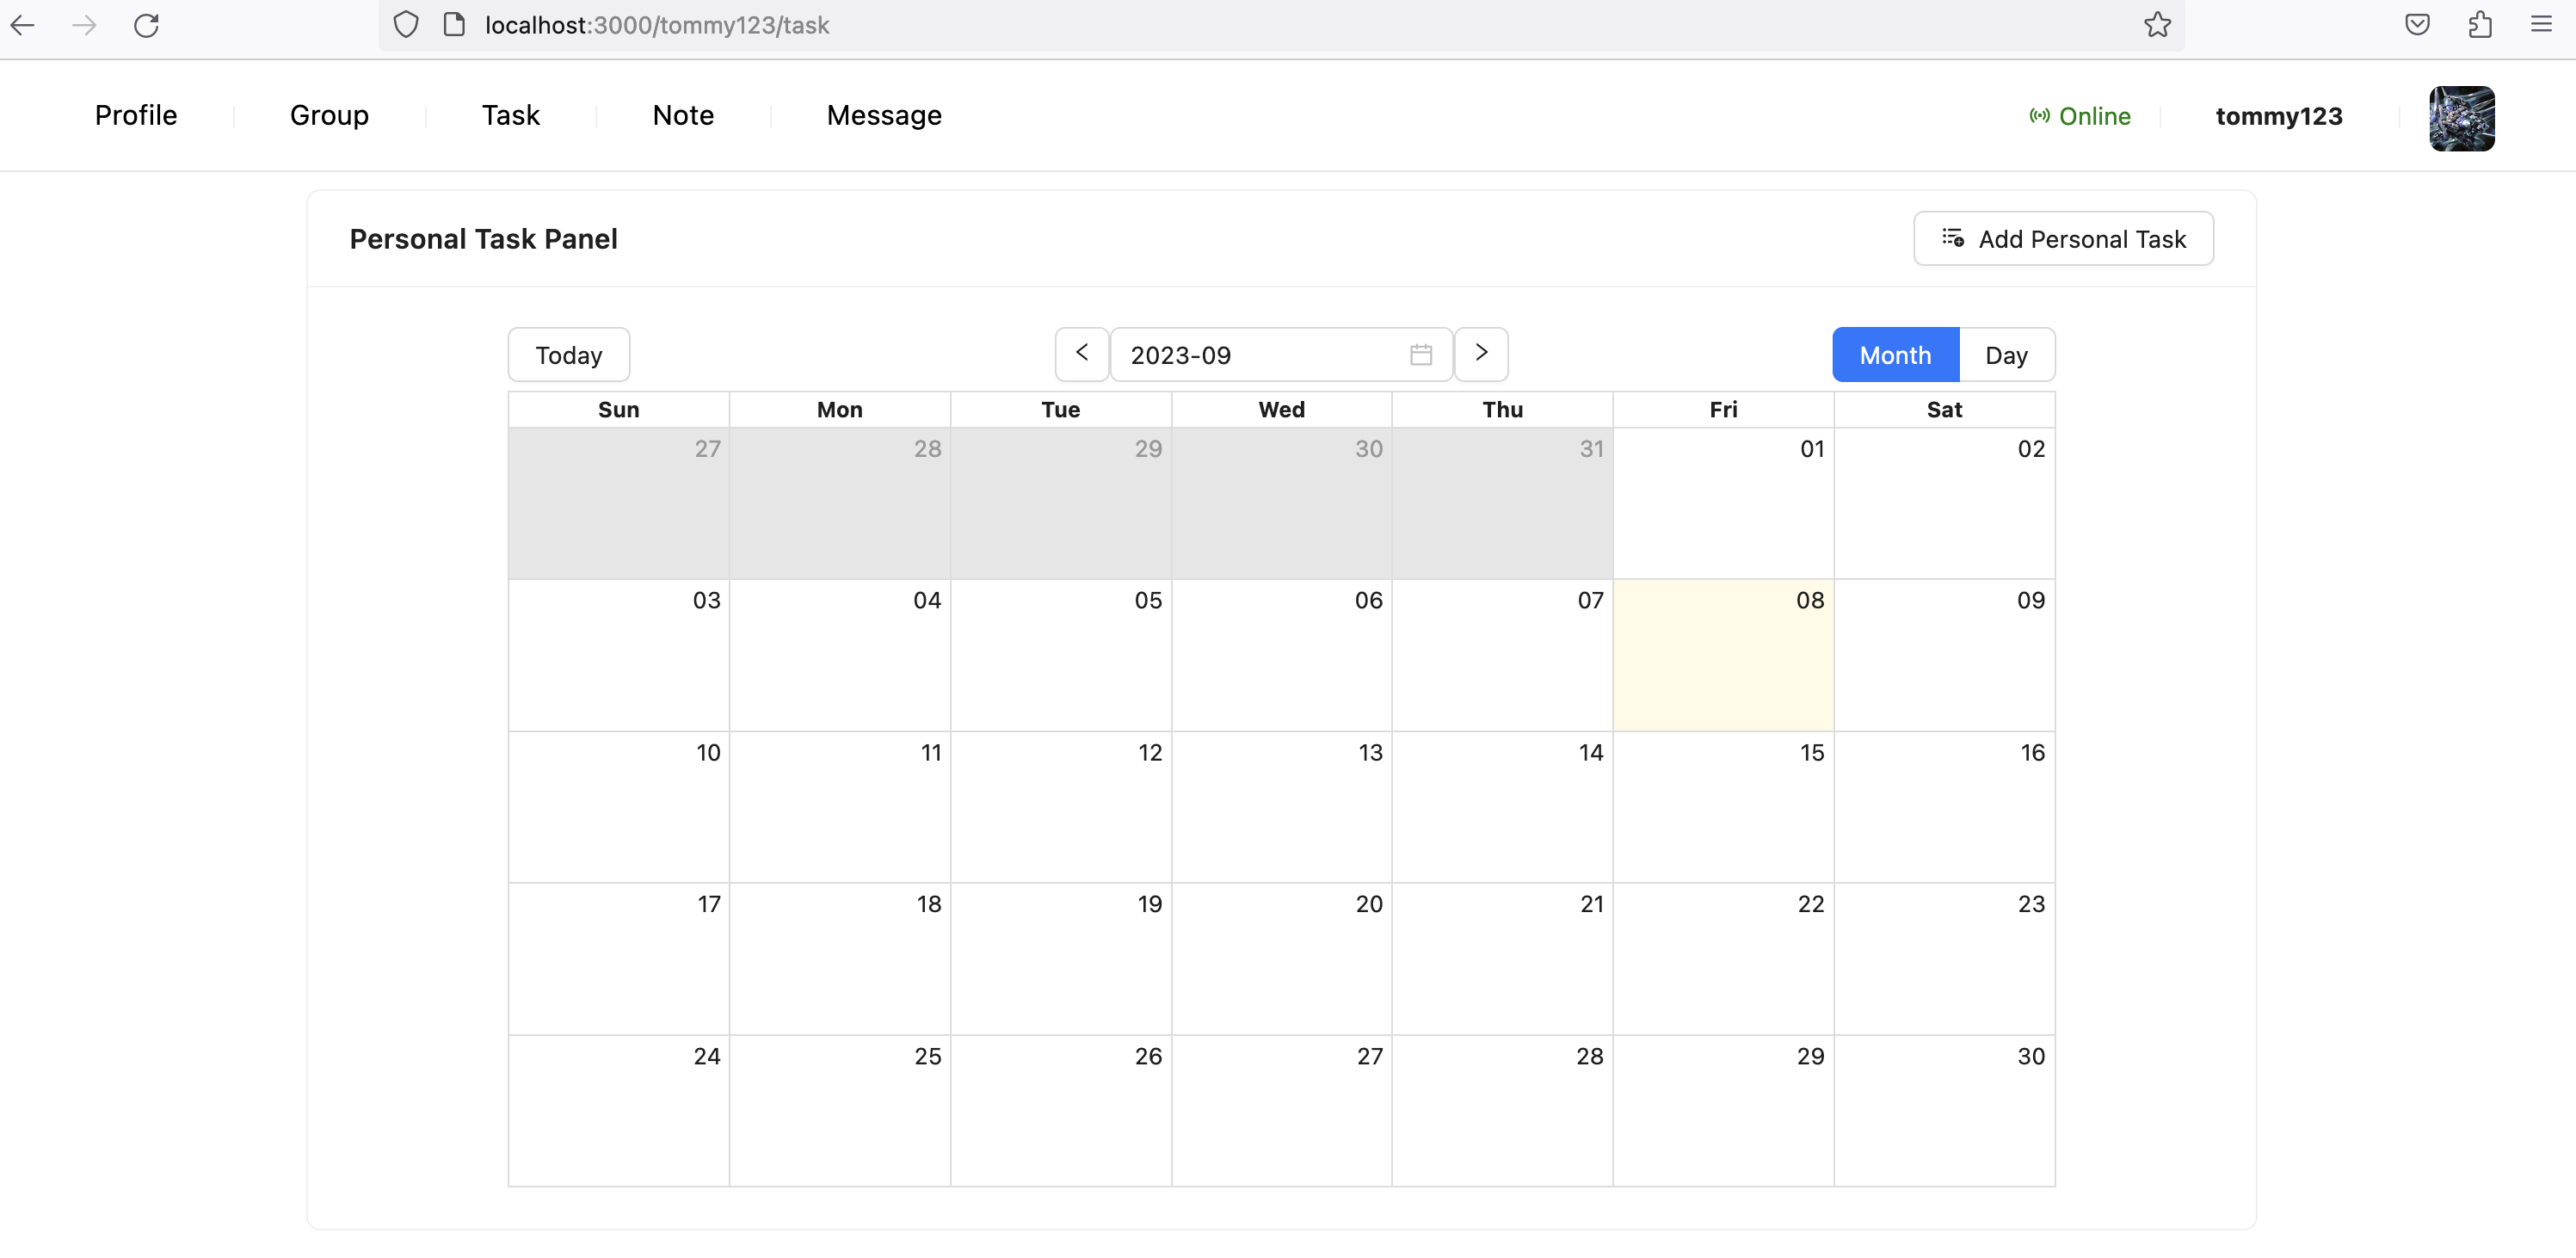 localhost:3000/tommy123/task
Profile Group Task Note Message Online tommy123
Personal Task Panel Add Personal Task
Today 2023-09 Month Day
Sun Mon Tue Wed Thu Fri Sat
27 28 29 30 31 01 02
03 04 05 06 07 08 09
10 11 12 13 14 15 16
17 18 19 20 21 22 23
24 25 26 27 28 29 30